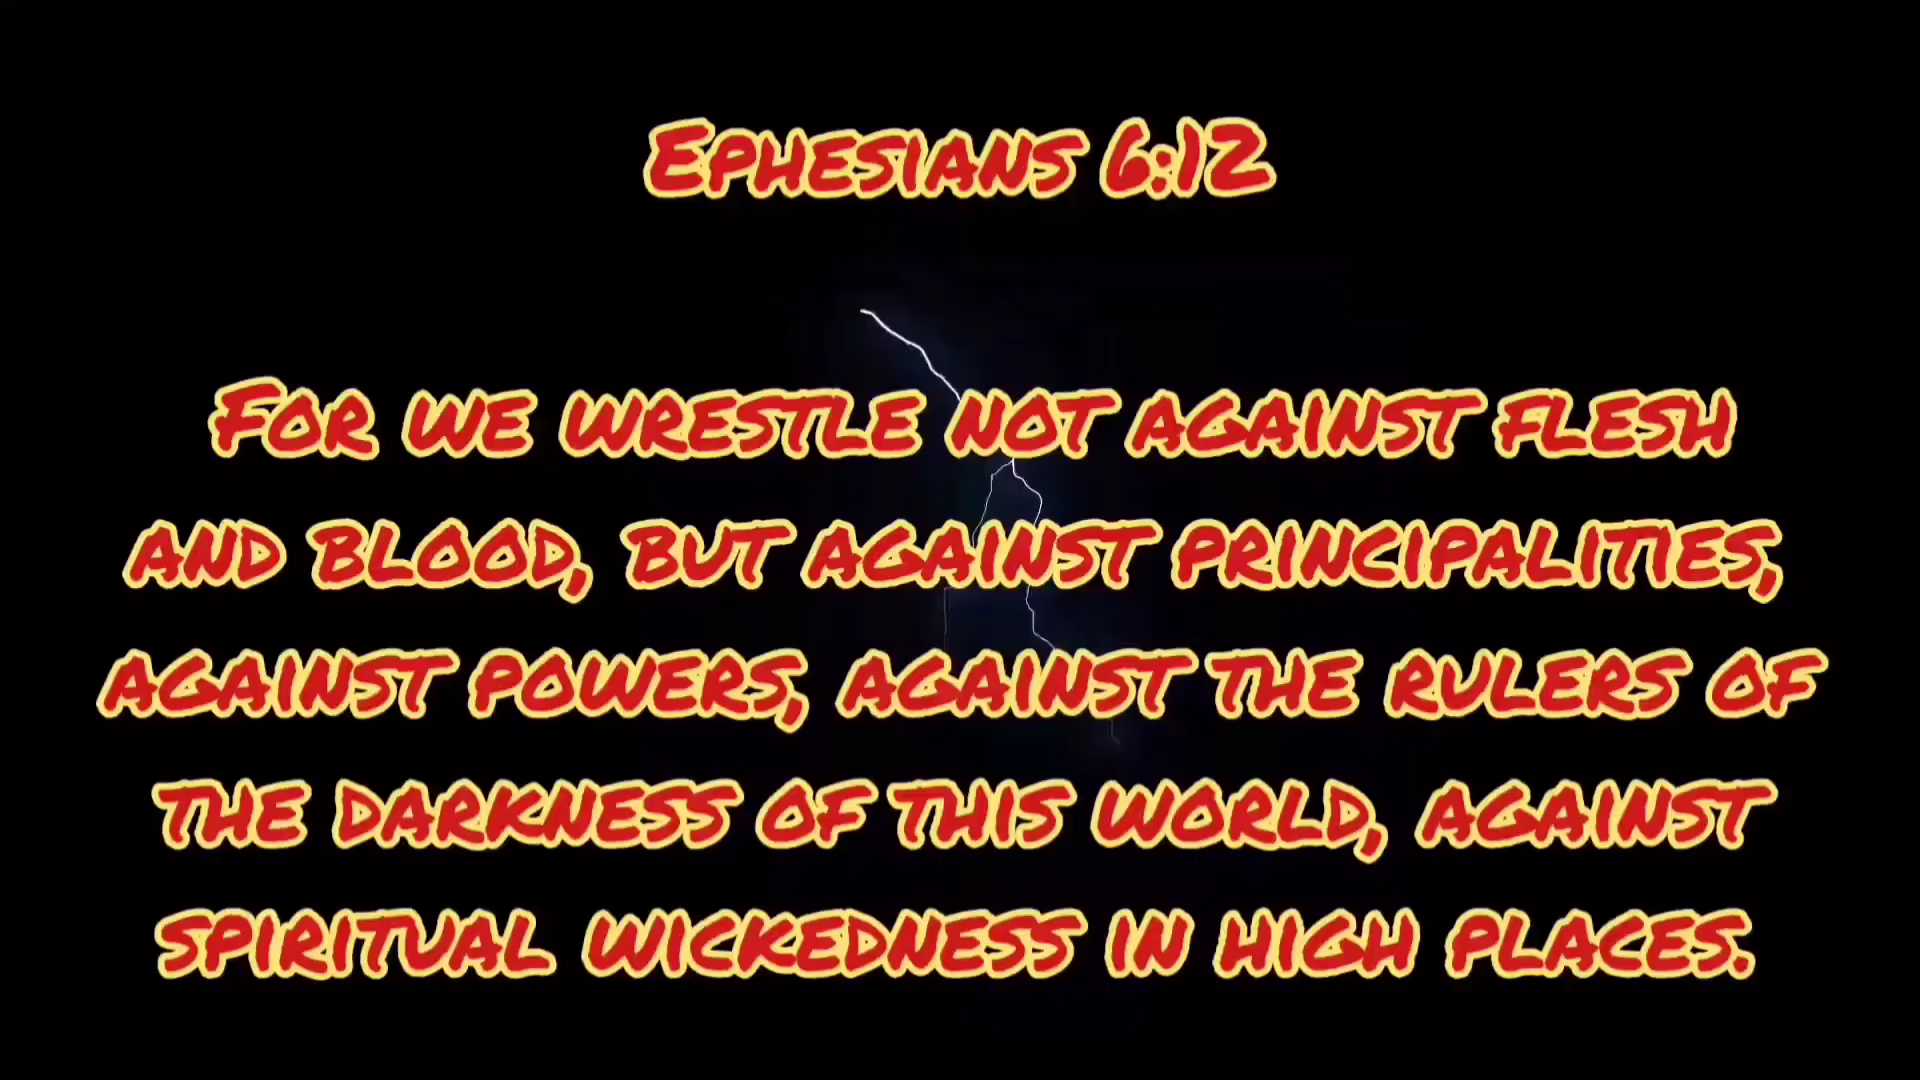 Ephesians 6:12
For we wrestle not against flesh
and blood, but against principalities,
against powers, against the rulers of
the darkness of this world, against
spiritual wickedness in high places.